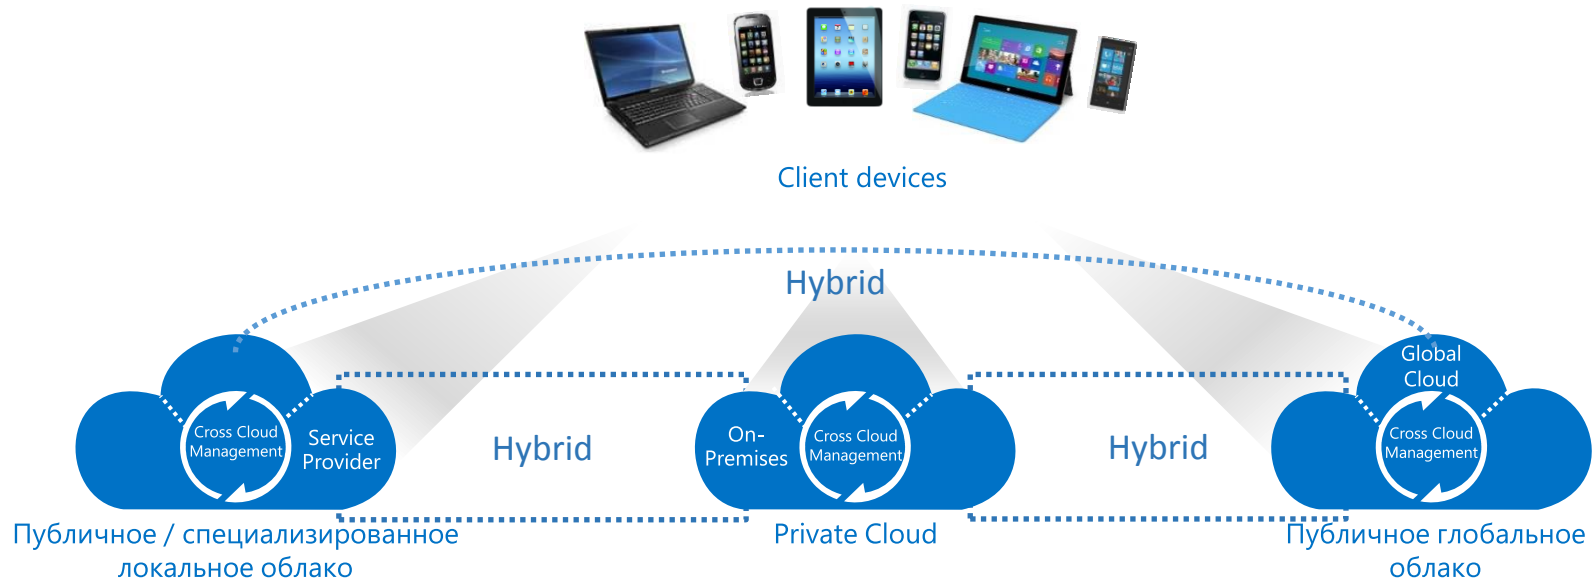 Client devices
Hybrid
Global
Cloud
Cross Cloud
Management
Service
Provider
Hybrid
On-
Premises
Cross Cloud
Management
Hybrid
Cross Cloud
Management
Публичное / специализированное
локальное облако
Private Cloud
Публичное глобальное
облако